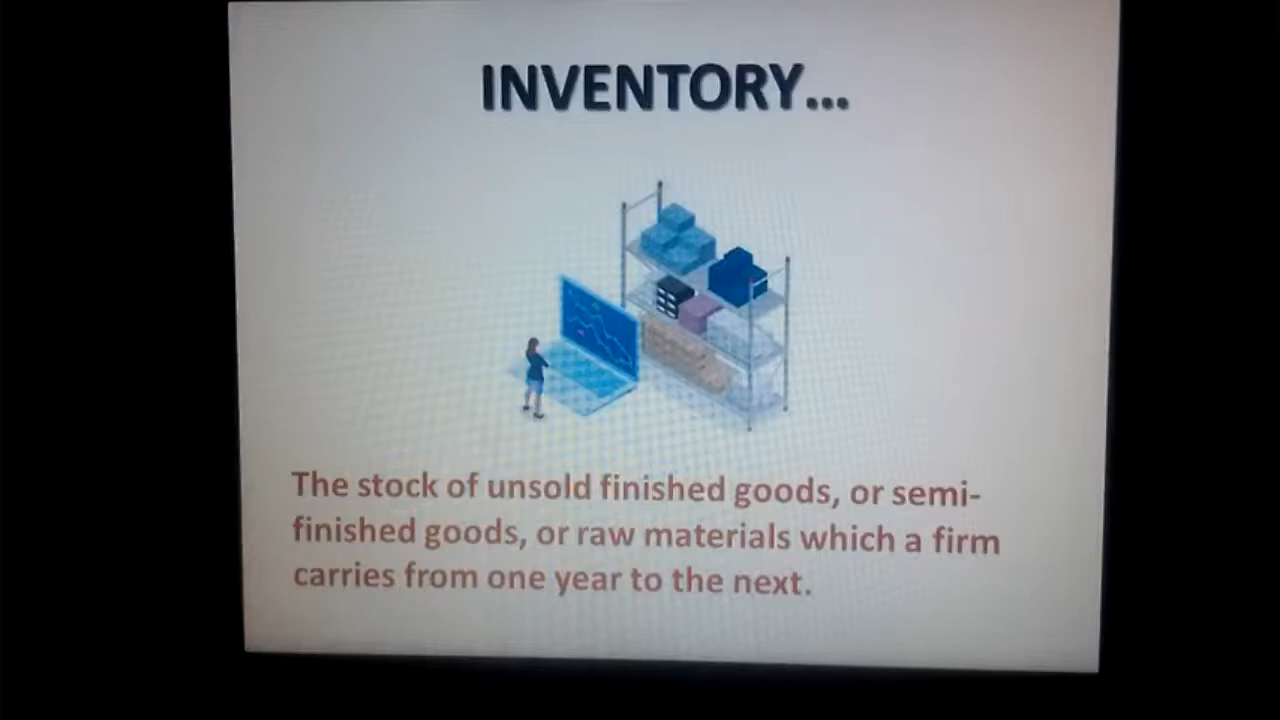 INVENTORY...
The stock of unsold finished goods, or semi-
finished goods, or raw materials which a firm
carries from one year to the next.